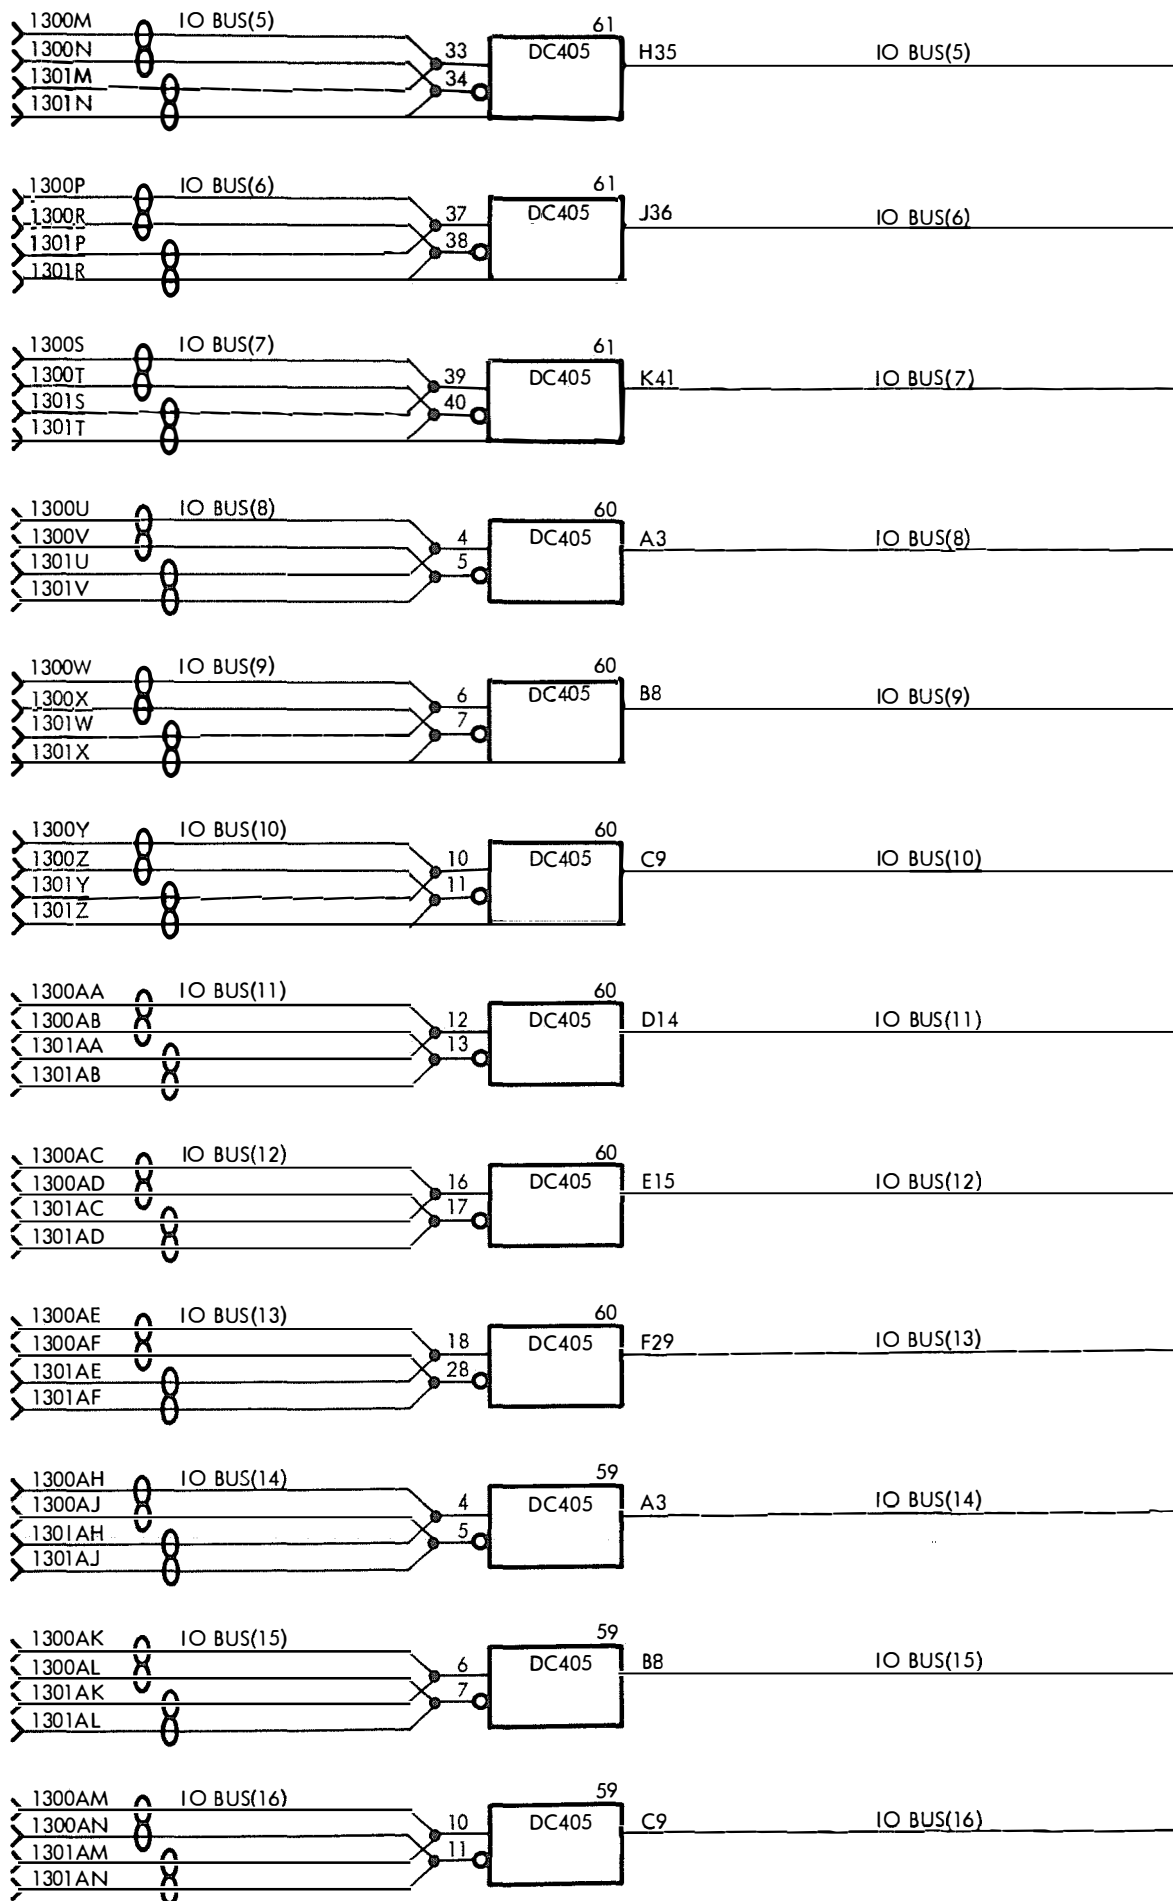 1300M IO BUS(5) 61
1300N 33 DC405 H35 IO BUS(5)
1301M 34
1301N
1300P IO BUS(6) 61
1300R 37 DC405 J36 IO BUS(6)
1301P 38
1301R
1300S IO BUS(7) 61
1300T 39 DC405 K41 IO BUS(7)
1301S 40
1301T
1300U IO BUS(8) 60
1300V 4 DC405 A3 IO BUS(8)
1301U 5
1301V
1300W IO BUS(9) 60
1300X 6 DC405 B8 IO BUS(9)
1301W 7
1301X
1300Y IO BUS(10) 60
1300Z 10 DC405 C9 IO BUS(10)
1301Y 11
1301Z
1300AA IO BUS(11) 60
1300AB 12 DC405 D14 IO BUS(11)
1301AA 13
1301AB
1300AC IO BUS(12) 60
1300AD 16 DC405 E15 IO BUS(12)
1301AC 17
1301AD
1300AE IO BUS(13) 60
1300AF 18 DC405 F29 IO BUS(13)
1301AE 28
1301AF
1300AH IO BUS(14) 59
1300AJ 4 DC405 A3 IO BUS(14)
1301AH 5
1301AJ
1300AK IO BUS(15) 59
1300AL 6 DC405 B8 IO BUS(15)
1301AK 7
1301AL
1300AM IO BUS(16) 59
1300AN 10 DC405 C9 IO BUS(16)
1301AM 11
1301AN